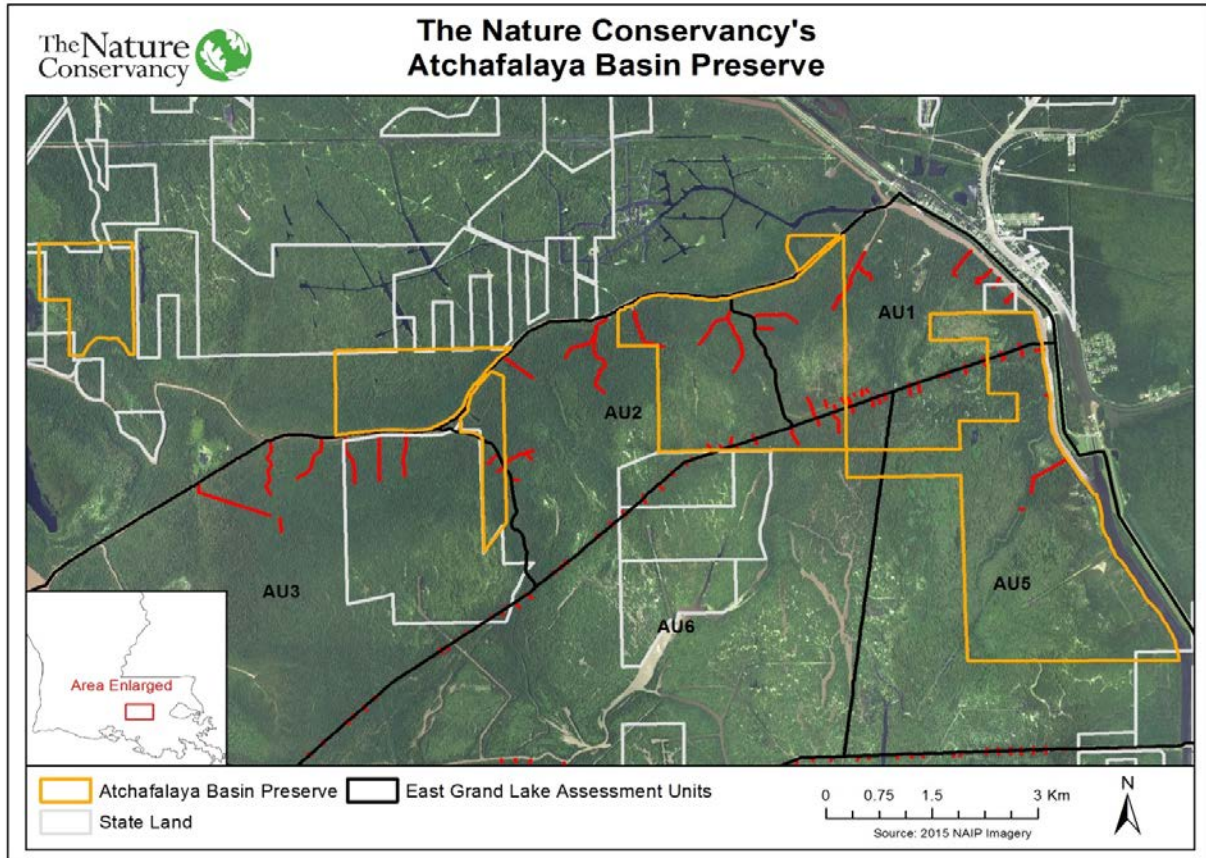 The Nature
Conservancy
The Nature Conservancy's
Atchafalaya Basin Preserve
AU1
AU2
AU5
AU3
AU6
Area Enlarged
Atchafalaya Basin Preserve
East Grand Lake Assessment Units
State Land
0 0.75 1.5 3 Km
Source: 2015 NAIP Imagery
N